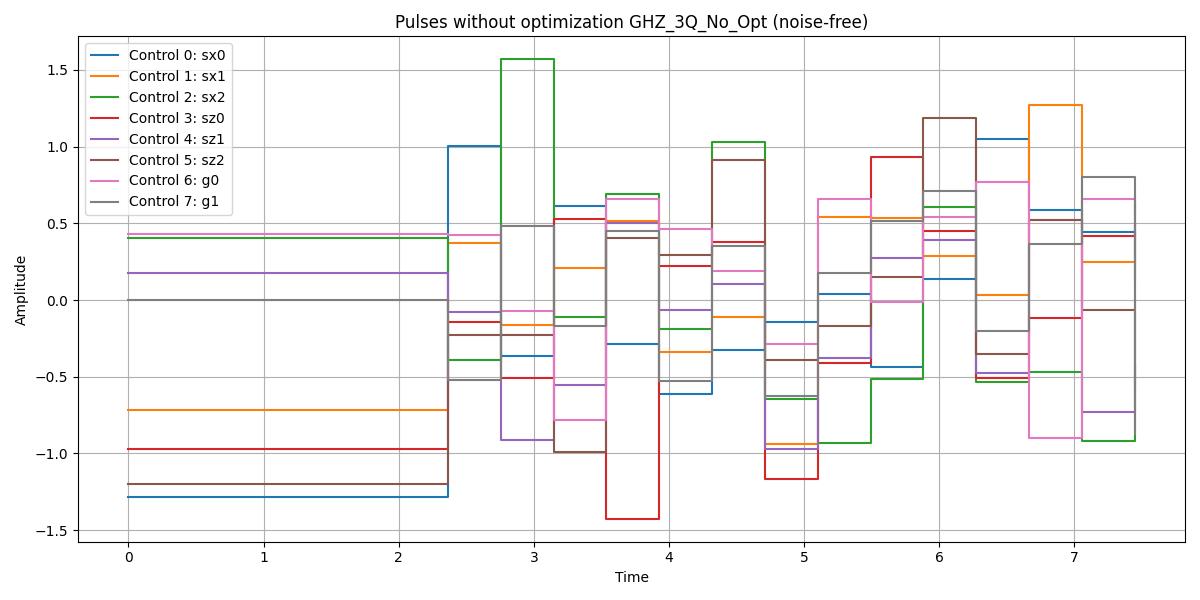 Pulses without optimization GHZ_3Q_No_Opt (noise-free)
Control 0: sx0
Control 1: sx1
Control 2: sx2
Control 3: sz0
Control 4: sz1
Control 5: sz2
Control 6: g0
Control 7: g1
1.5
1.0
0.5
0.0
−0.5
−1.0
−1.5
Amplitude
0 1 2 3 4 5 6 7
Time